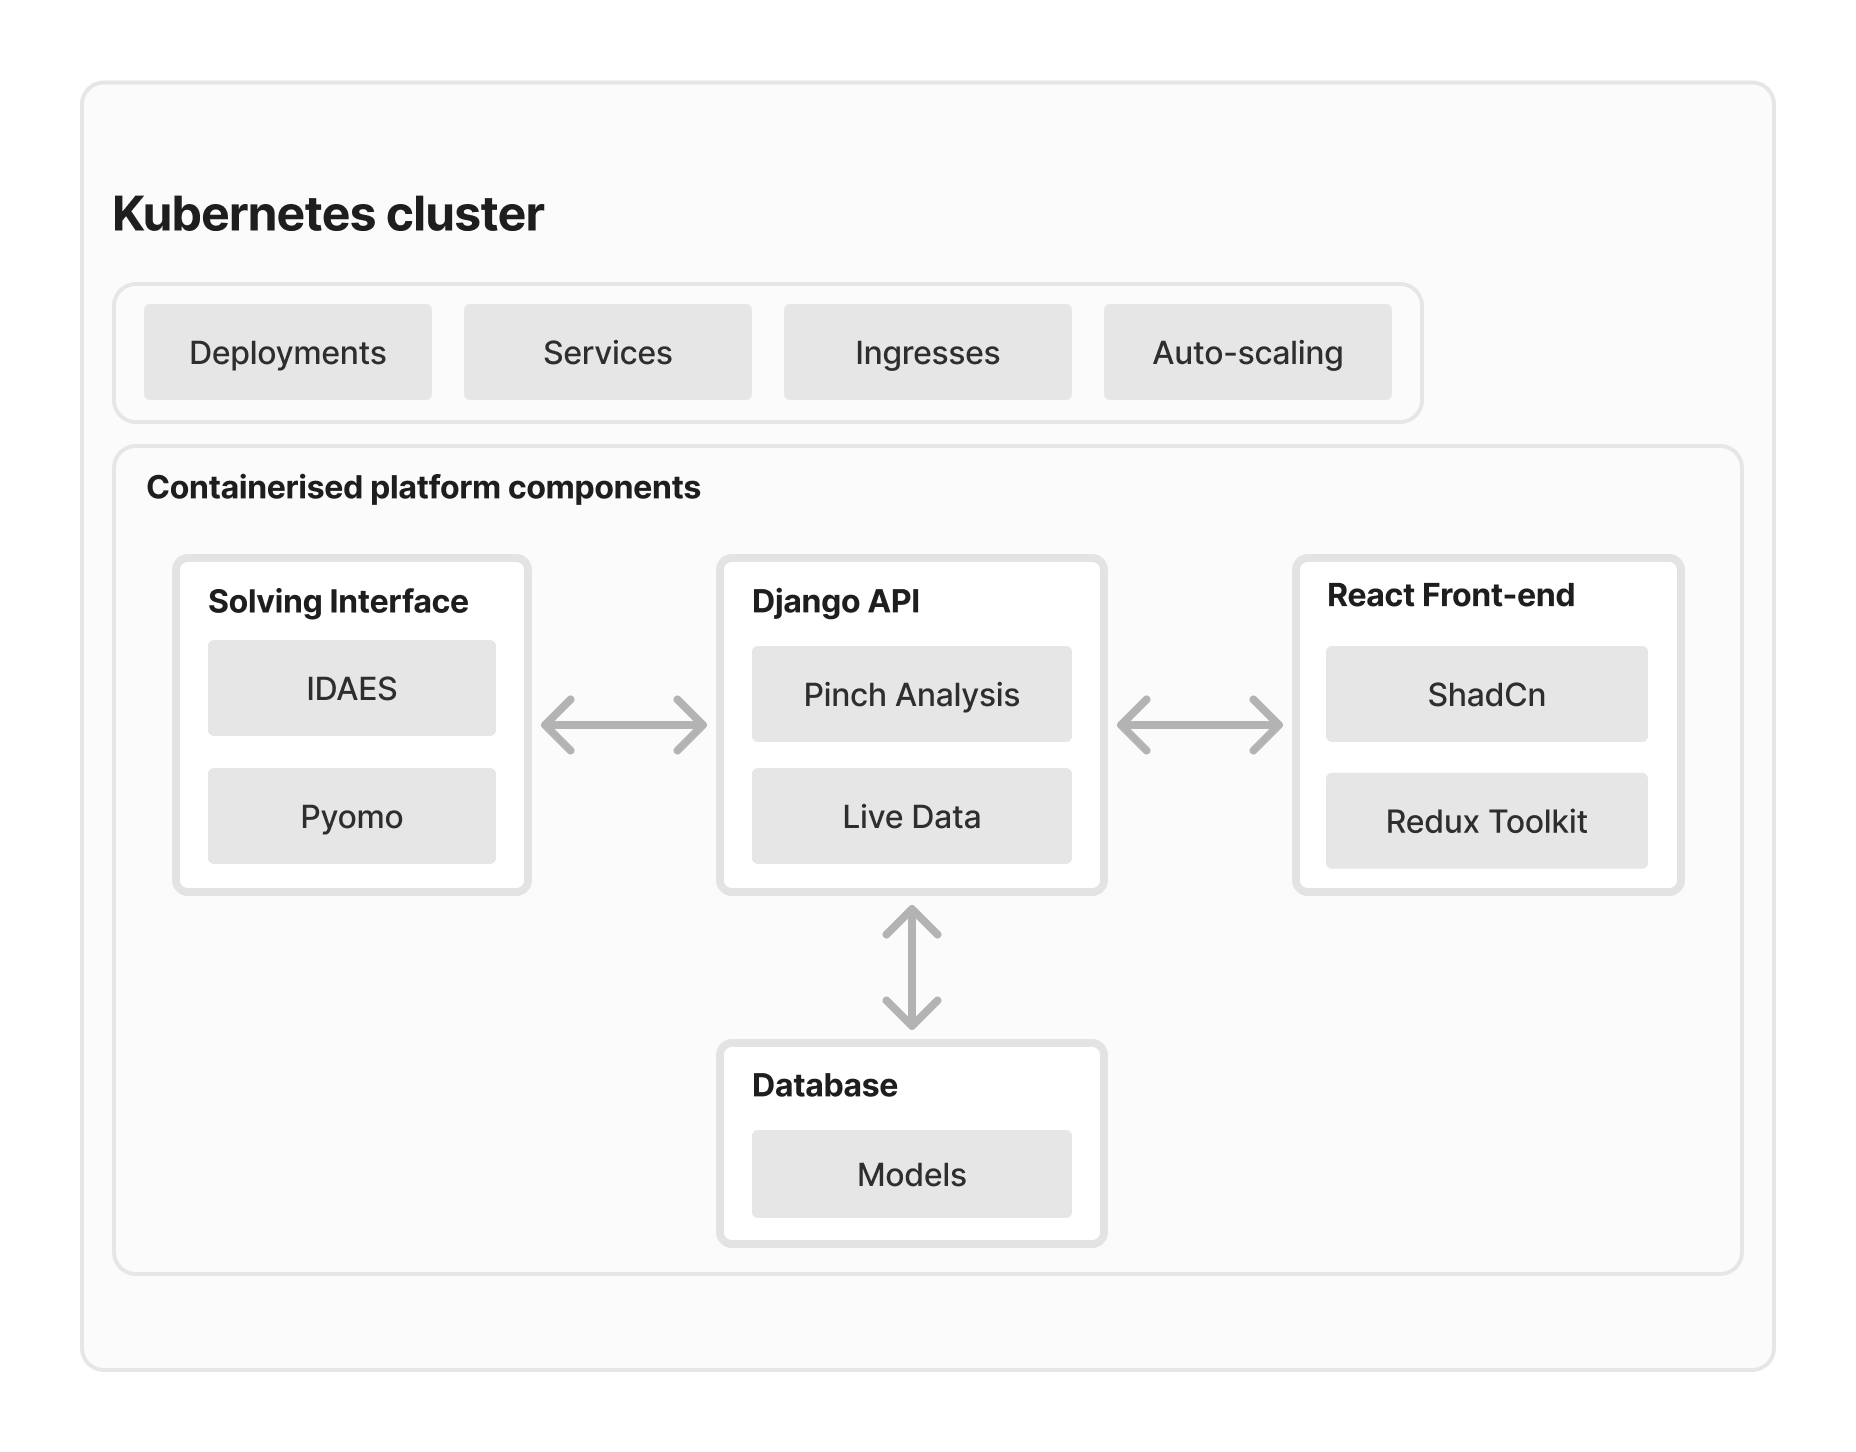 Kubernetes cluster
Deployments
Services
Ingresses
Auto-scaling
Containerised platform components
Solving Interface
IDAES
Pyomo
Django API
Pinch Analysis
Live Data
React Front-end
ShadCn
Redux Toolkit
Database
Models